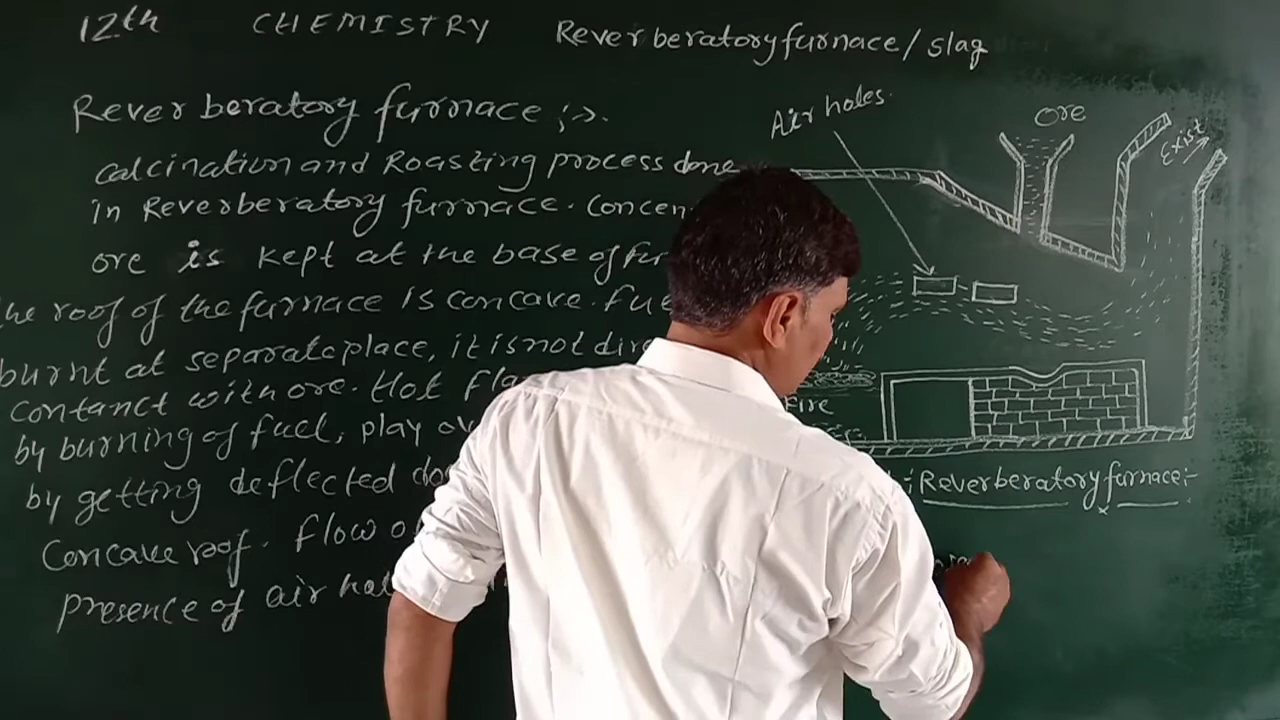 12th CHEMISTRY Reverberatory furnace / slag
Reverberatory furnace ;->.
calcination and Roasting process done
in Reverberatory furnace. Concen
ore is kept at the base of fur
he roof of the furnace is concave. fue
burnt at separate place, it is not dire
contanct with ore. Hot fla
by burning of fuel, play ov
by getting deflected do
Concave roof. flow o
presence of air hol
Air holes.
ore
Exist
Fire
; Reverberatory furnace :-